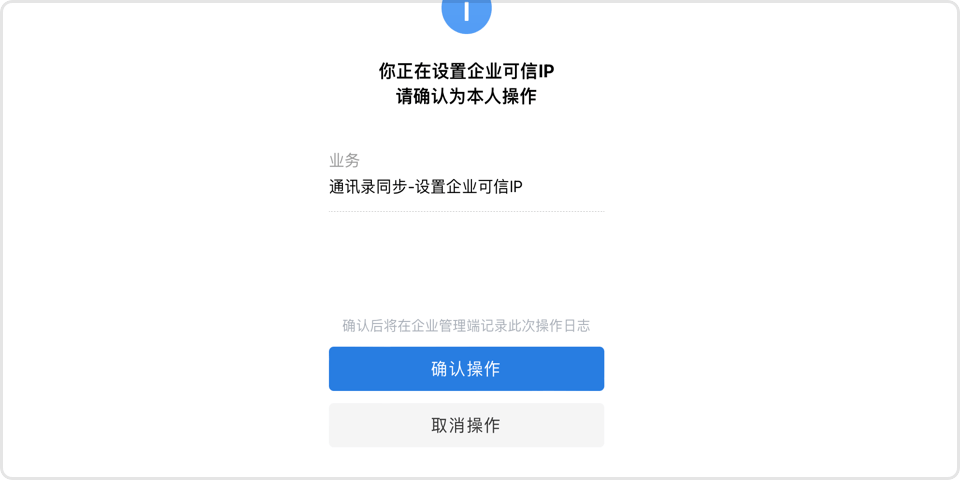 你正在设置企业可信IP
请确认为本人操作
业务
通讯录同步-设置企业可信IP
确认后将在企业管理端记录此次操作日志
确认操作
取消操作